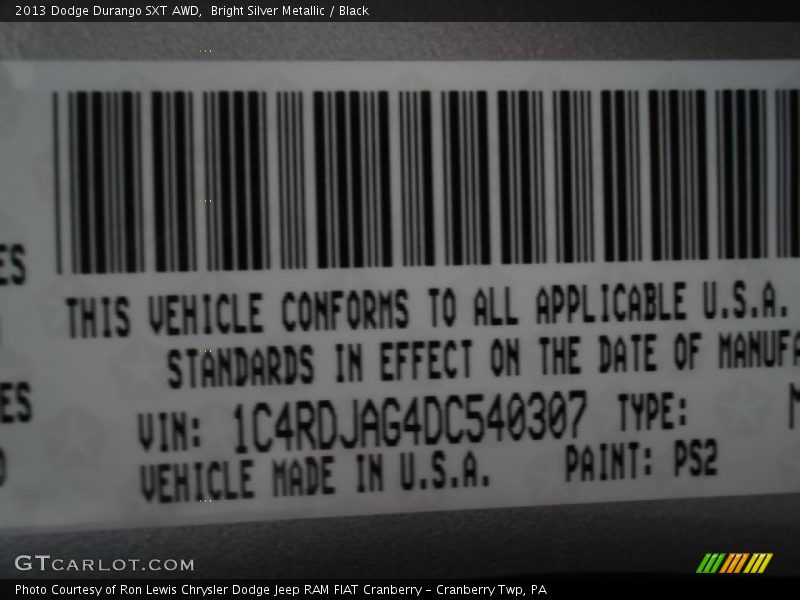 2013 Dodge Durango SXT AWD,  Bright Silver Metallic / Black
ES
THIS VEHICLE CONFORMS TO ALL APPLICABLE U.S.A.
STANDARDS IN EFFECT ON THE DATE OF MANUFA
ES
VIN: 1C4RDJAG4DC540307 TYPE: M
VEHICLE MADE IN U.S.A. PAINT: PS2
GTCARLOT.COM
Photo Courtesy of Ron Lewis Chrysler Dodge Jeep RAM FIAT Cranberry - Cranberry Twp, PA